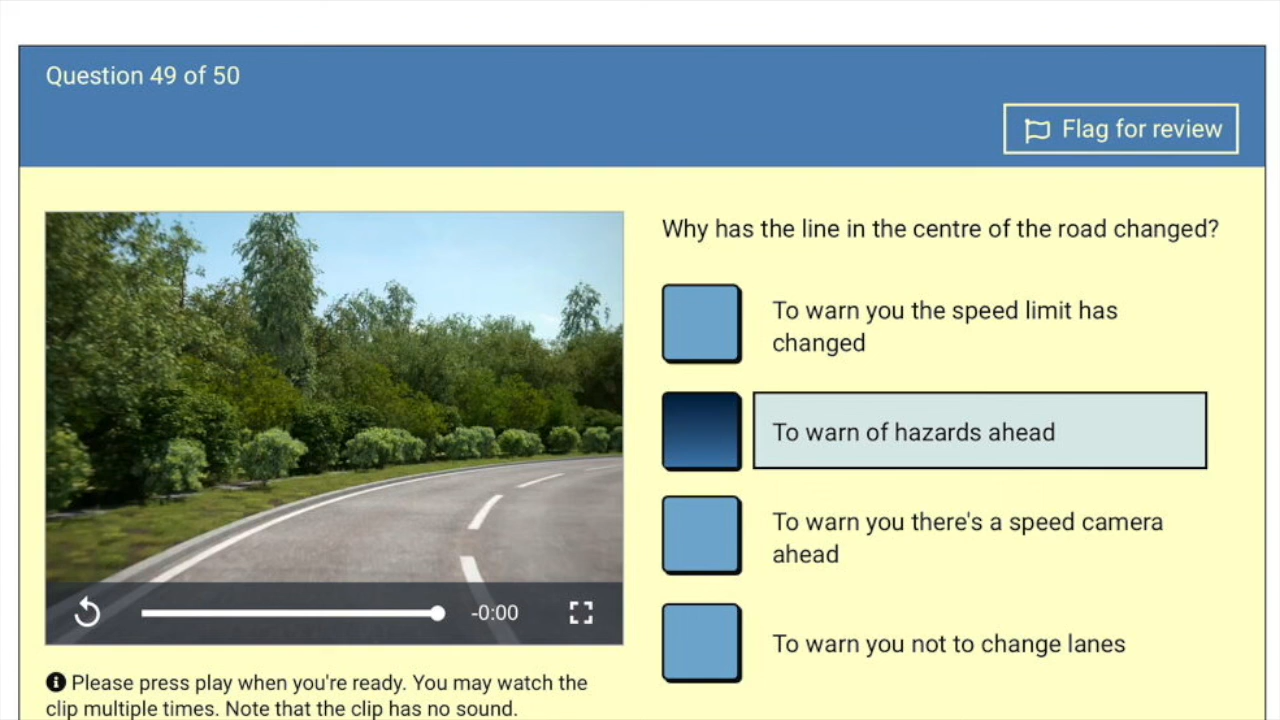 Question 49 of 50
Flag for review
Why has the line in the centre of the road changed?
To warn you the speed limit has
changed
To warn of hazards ahead
To warn you there's a speed camera
ahead
To warn you not to change lanes
-0:00
Please press play when you're ready. You may watch the
clip multiple times. Note that the clip has no sound.